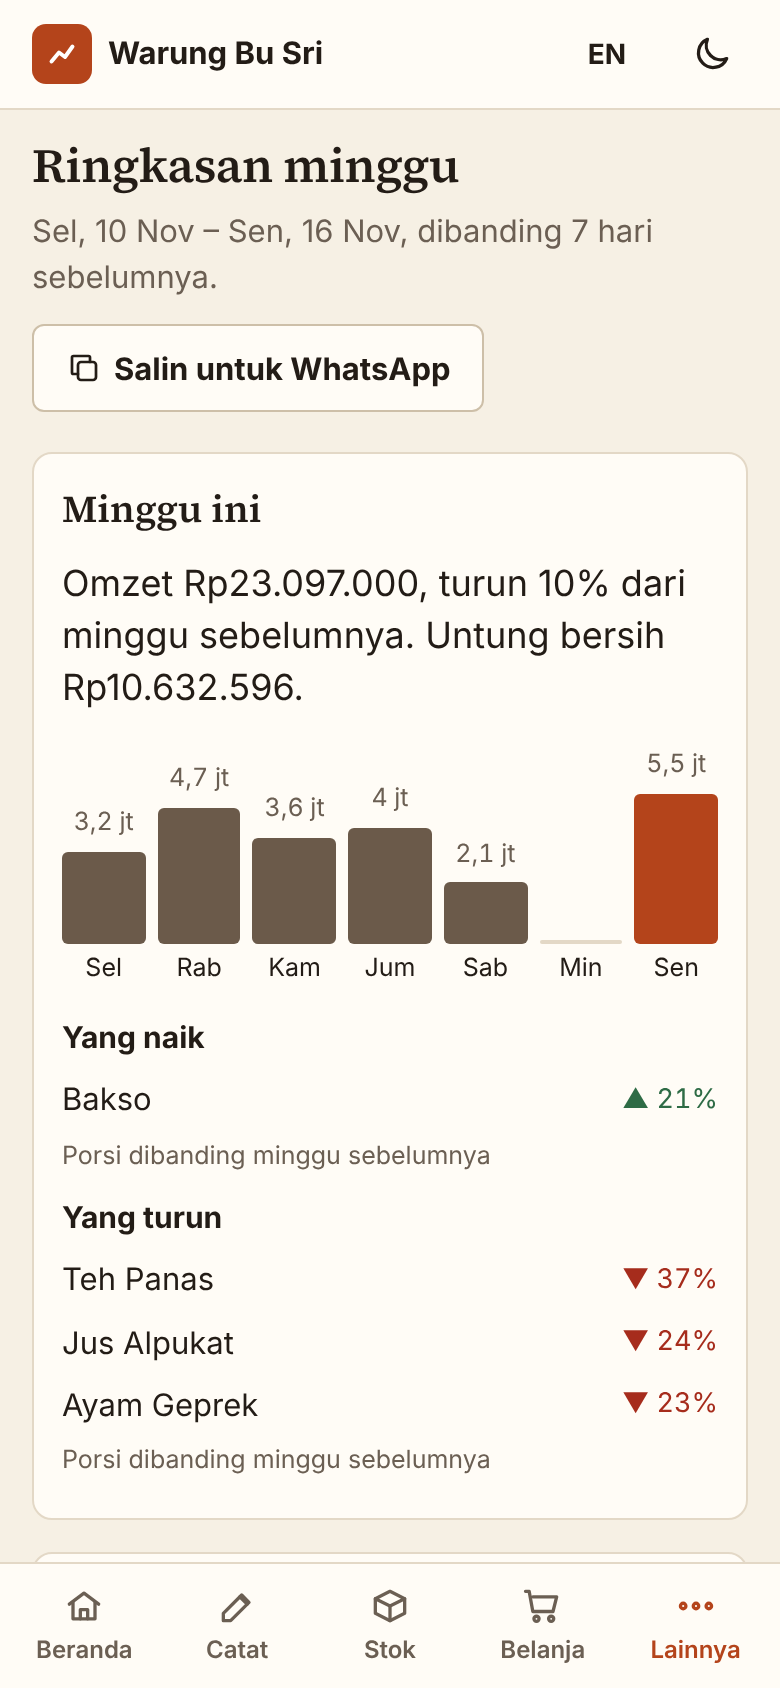 Warung Bu Sri
EN
Ringkasan minggu
Sel, 10 Nov – Sen, 16 Nov, dibanding 7 hari
sebelumnya.
Salin untuk WhatsApp
Minggu ini
Omzet Rp23.097.000, turun 10% dari
minggu sebelumnya. Untung bersih
Rp10.632.596.
3,2 jt 4,7 jt 3,6 jt 4 jt 2,1 jt 5,5 jt
Sel Rab Kam Jum Sab Min Sen
Yang naik
Bakso ▲ 21%
Porsi dibanding minggu sebelumnya
Yang turun
Teh Panas ▼ 37%
Jus Alpukat ▼ 24%
Ayam Geprek ▼ 23%
Porsi dibanding minggu sebelumnya
Beranda Catat Stok Belanja Lainnya